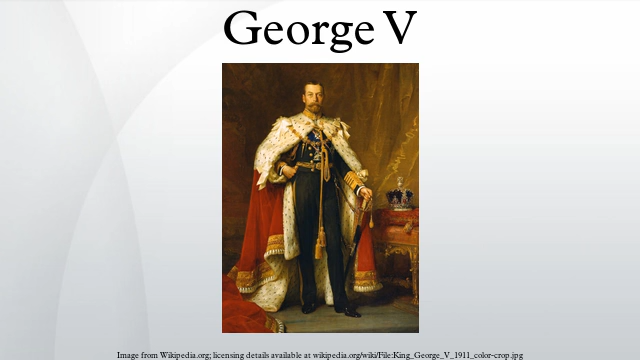 George V
Image from Wikipedia.org; licensing details available at wikipedia.org/wiki/File:King_George_V_1911_color-crop.jpg